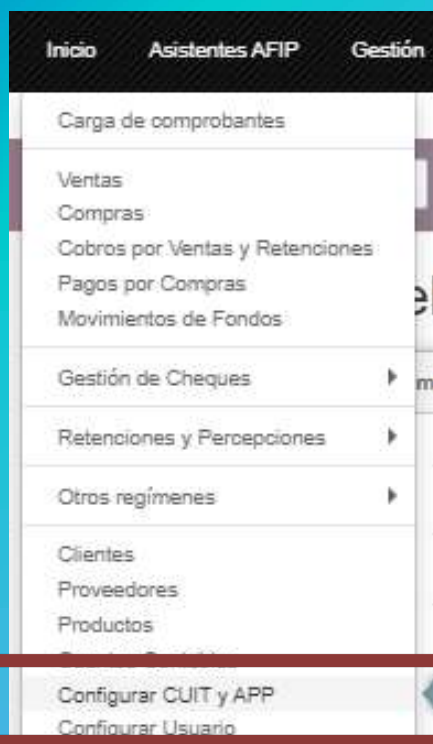 Inicio Asistentes AFIP Gestión
Carga de comprobantes
Ventas
Compras
Cobros por Ventas y Retenciones
Pagos por Compras
Movimientos de Fondos
Gestión de Cheques
Retenciones y Percepciones
Otros regímenes
Clientes
Proveedores
Productos
Configurar CUIT y APP
Configurar Usuario